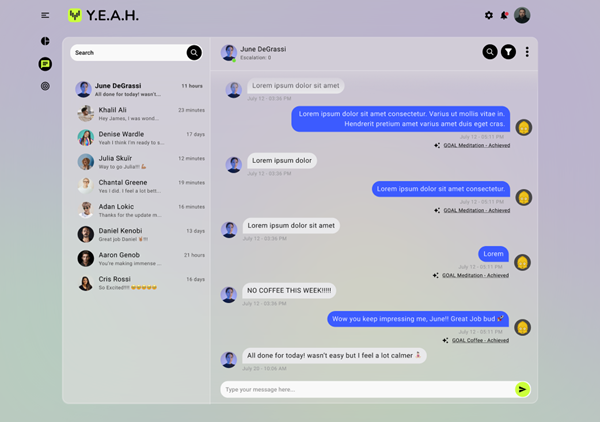 Y.E.A.H.
Search
June DeGrassi
11 hours
All done for today! wasn't...
Khalil Ali
23 minutes
Hey James, I was wond...
Denise Wardle
17 days
Yeah I think I'm ready to s...
Julia Skuir
12 minutes
Way to go Julia!!! 💪🏽
Chantal Greene
19 minutes
Yes I did. I feel a lot bett...
Adan Lokic
16 minutes
Thanks for the update m...
Daniel Kenobi
13 days
Great job Daniel
Aaron Genob
21 hours
You're making immense ...
Cris Rossi
16 days
So Excited!!!!
June DeGrassi
Escalation: 0
Lorem ipsum dolor sit amet
July 12 - 03:36 PM
Lorem ipsum dolor sit amet consectetur. Varius ut mollis vitae in.
Hendrerit pretium amet varius amet duis eget cras.
July 12 - 05:11 PM
GOAL Meditation - Achieved
Lorem ipsum dolor
July 12 - 03:36 PM
Lorem ipsum dolor sit amet consectetur.
July 12 - 05:11 PM
GOAL Meditation - Achieved
Lorem ipsum dolor sit amet
July 12 - 03:36 PM
Lorem
July 12 - 05:11 PM
GOAL Meditation - Achieved
NO COFFEE THIS WEEK!!!!!
July 12 - 03:36 PM
Wow you keep impressing me, June!! Great Job bud 🚀
July 12 - 05:11 PM
GOAL Coffee - Achieved
All done for today! wasn't easy but I feel a lot calmer
July 20 - 10:06 AM
Type your message here...